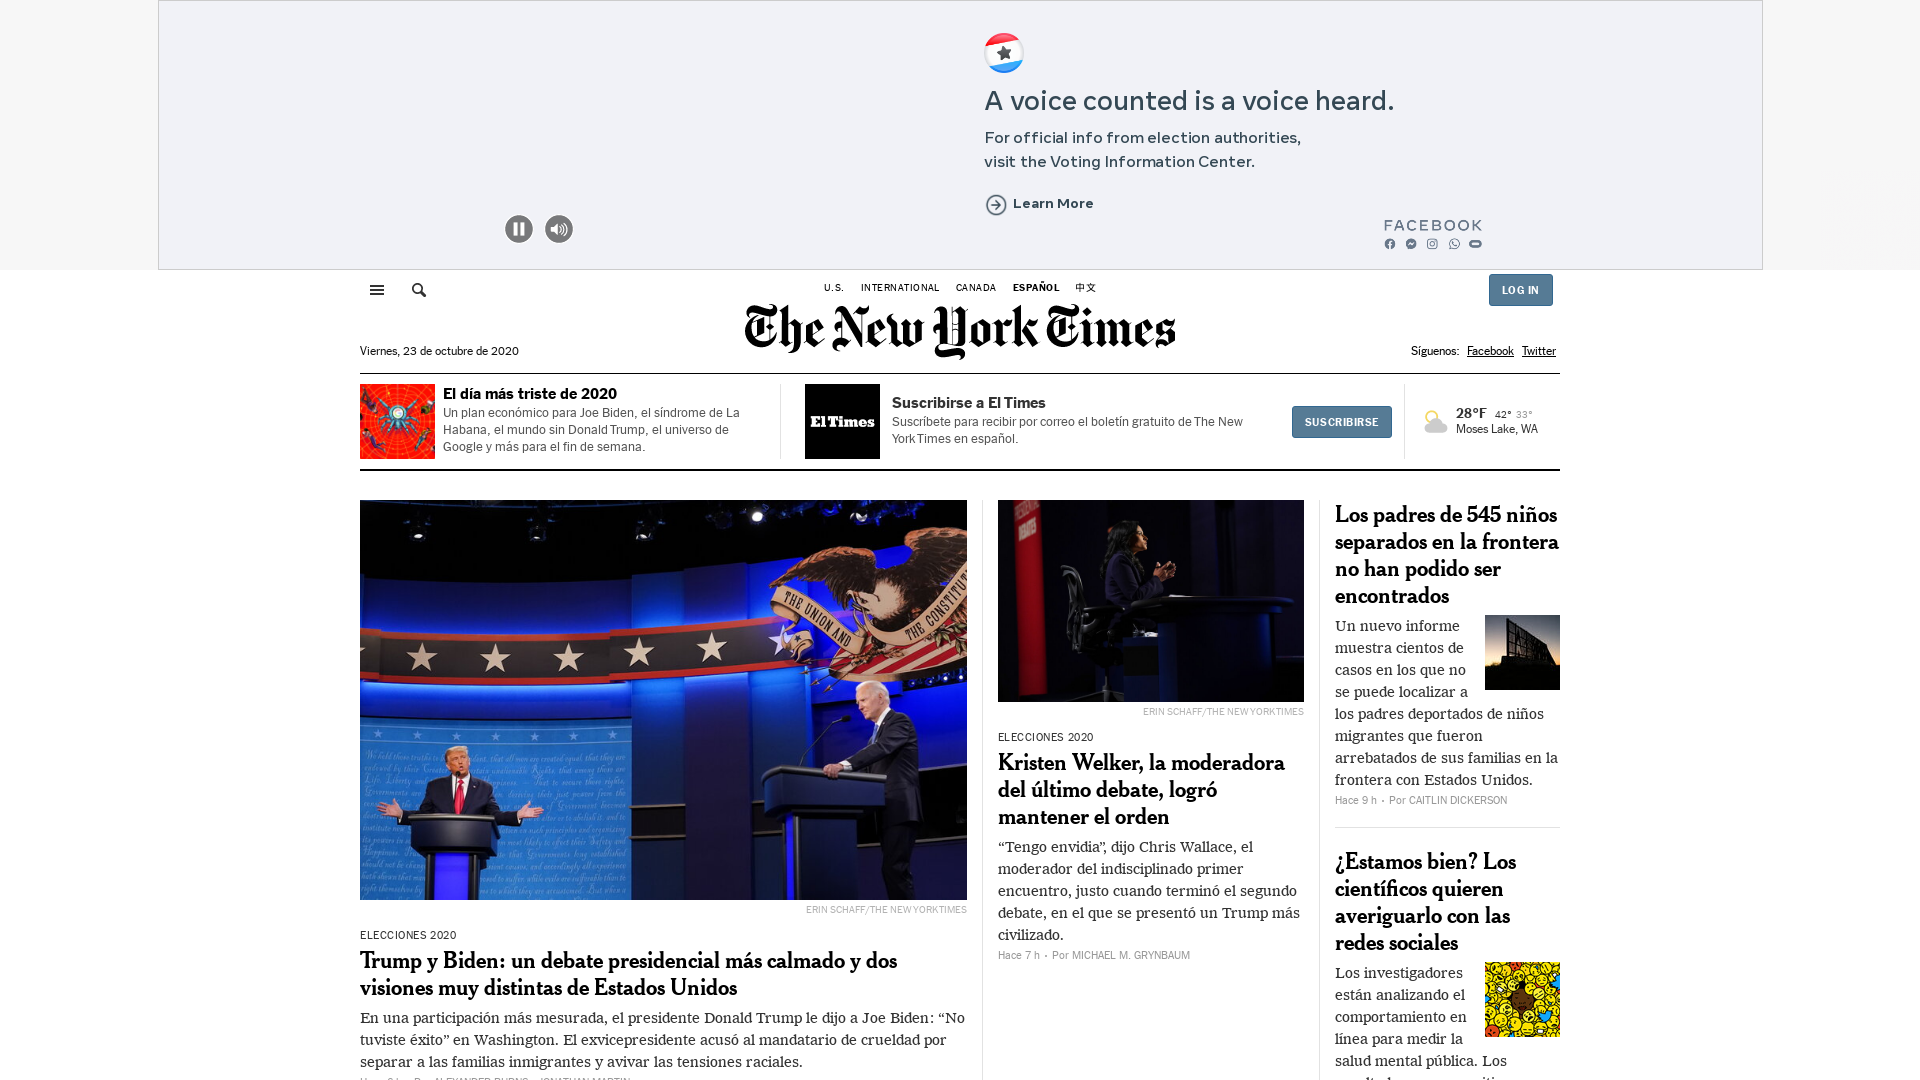 A voice counted is a voice heard.
For official info from election authorities,
visit the Voting Information Center.
Learn More
FACEBOOK
U.S. INTERNATIONAL CANADA ESPAÑOL 中文
LOG IN
The New York Times
Viernes, 23 de octubre de 2020
Síguenos: Facebook Twitter
El día más triste de 2020
Un plan económico para Joe Biden, el síndrome de La
Habana, el mundo sin Donald Trump, el universo de
Google y más para el fin de semana.
El Times
Suscribirse a El Times
Suscríbete para recibir por correo el boletín gratuito de The New
York Times en español.
SUSCRIBIRSE
28°F 42° 33°
Moses Lake, WA
THE UNION AND
THE CONSTITUT
ERIN SCHAFF/THE NEW YORK TIMES
ELECCIONES 2020
Trump y Biden: un debate presidencial más calmado y dos
visiones muy distintas de Estados Unidos
En una participación más mesurada, el presidente Donald Trump le dijo a Joe Biden: “No
tuviste éxito” en Washington. El exvicepresidente acusó al mandatario de crueldad por
separar a las familias inmigrantes y avivar las tensiones raciales.
DEBATES
ERIN SCHAFF/THE NEW YORK TIMES
ELECCIONES 2020
Kristen Welker, la moderadora
del último debate, logró
mantener el orden
“Tengo envidia”, dijo Chris Wallace, el
moderador del indisciplinado primer
encuentro, justo cuando terminó el segundo
debate, en el que se presentó un Trump más
civilizado.
Hace 7 h • Por MICHAEL M. GRYNBAUM
Los padres de 545 niños
separados en la frontera
no han podido ser
encontrados
Un nuevo informe
muestra cientos de
casos en los que no
se puede localizar a
los padres deportados de niños
migrantes que fueron
arrebatados de sus familias en la
frontera con Estados Unidos.
Hace 9 h • Por CAITLIN DICKERSON
¿Estamos bien? Los
científicos quieren
averiguarlo con las
redes sociales
Los investigadores
están analizando el
comportamiento en
línea para medir la
salud mental pública. Los